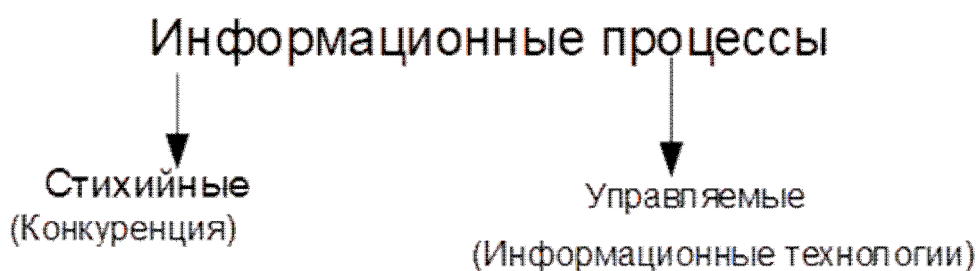 Информационные процессы
Стихийные
(Конкуренция)
Управляемые
(Информационные технологии)